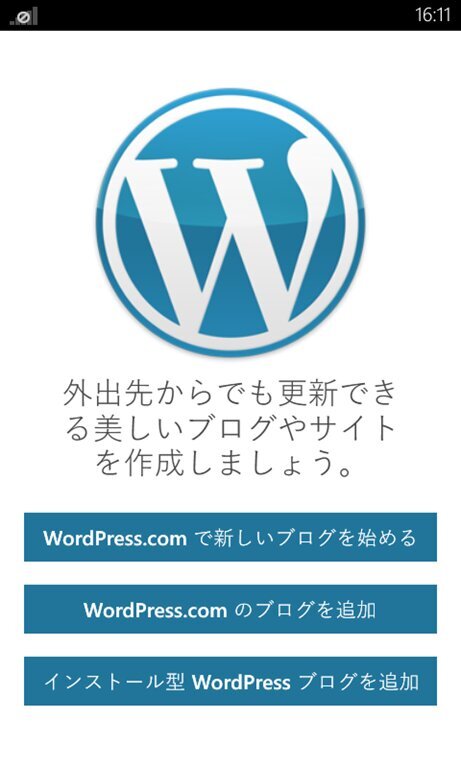 16:11
外出先からでも更新でき
る美しいブログやサイト
を作成しましょう。
WordPress.com で新しいブログを始める
WordPress.com のブログを追加
インストール型 WordPress ブログを追加